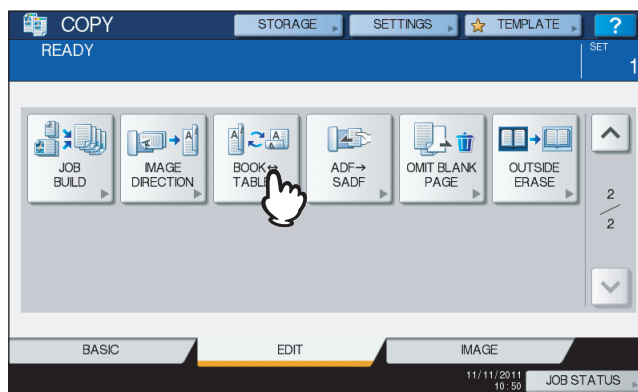 COPY
STORAGE
SETTINGS
TEMPLATE
?
READY
SET
1
JOB
BUILD
IMAGE
DIRECTION
BOOK↔
TABLE
ADF→
SADF
OMIT BLANK
PAGE
OUTSIDE
ERASE
2
2
BASIC
EDIT
IMAGE
11/11/2011
10:50
JOB STATUS